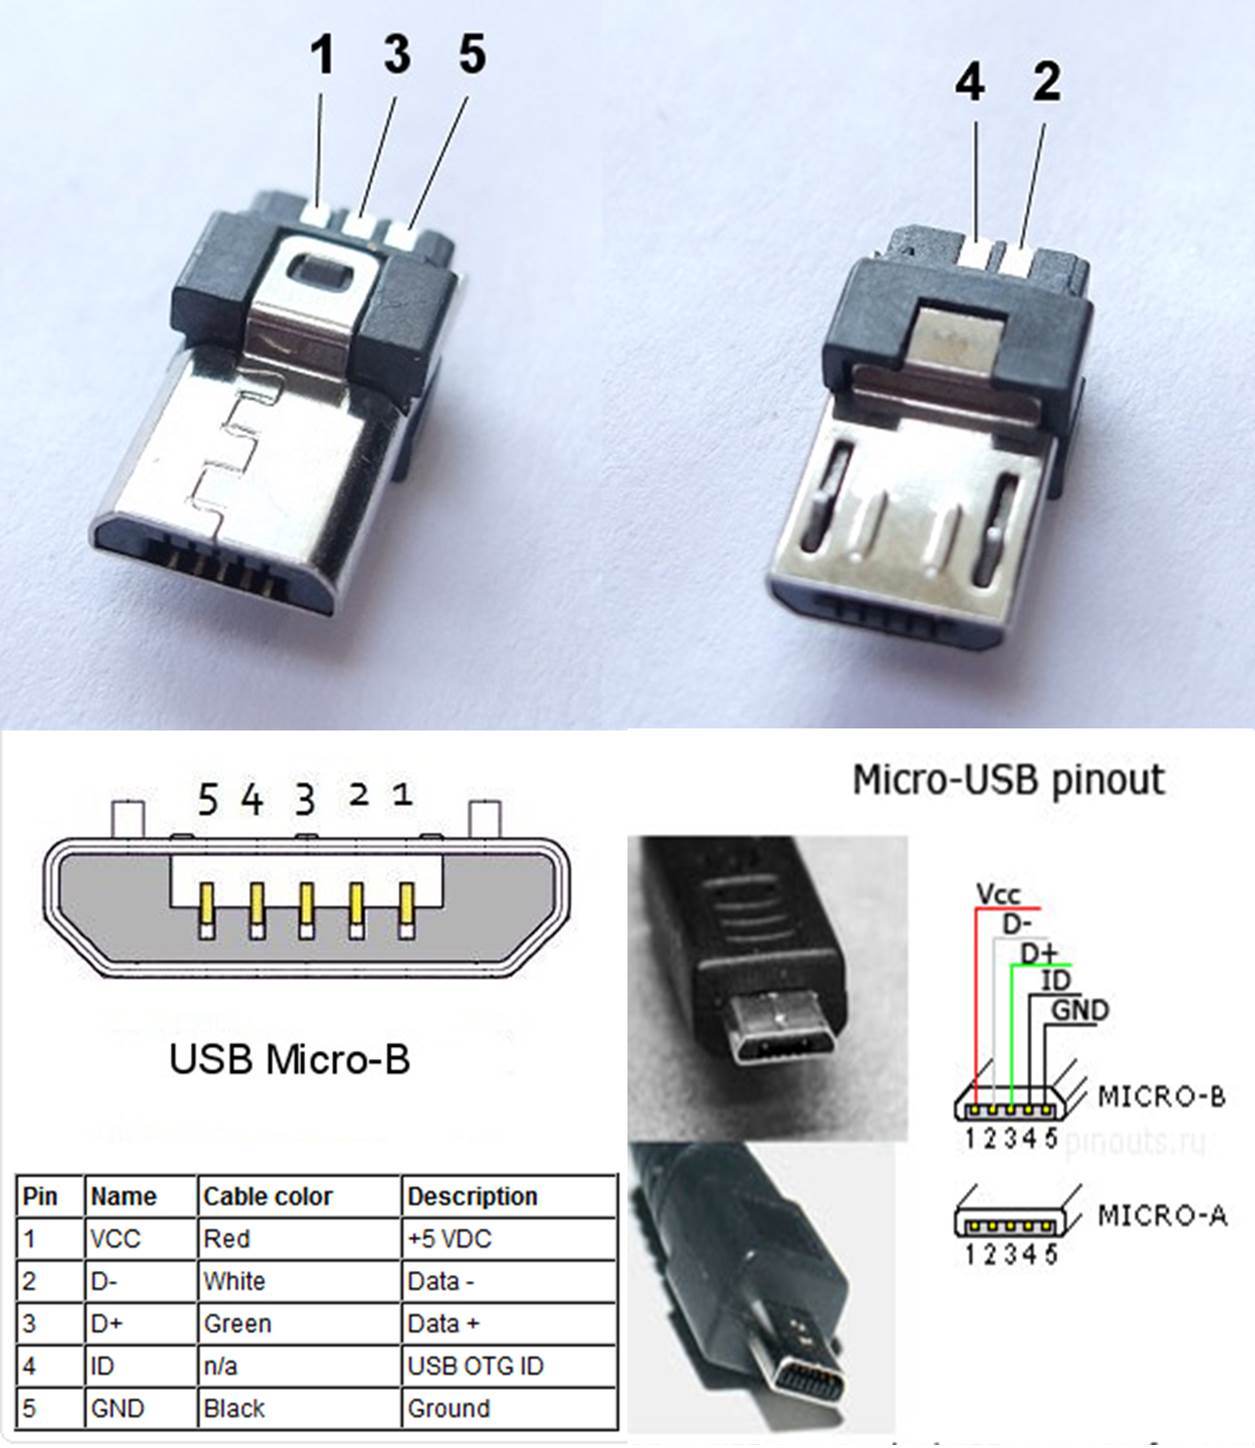 1 3 5
4 2
5 4 3 2 1
USB Micro-B
Pin Name Cable color Description
1 VCC Red +5 VDC
2 D- White Data -
3 D+ Green Data +
4 ID n/a USB OTG ID
5 GND Black Ground
Micro-USB pinout
Vcc
D-
D+
ID
GND
MICRO-B
1 2 3 4 5
pinouts.ru
MICRO-A
1 2 3 4 5